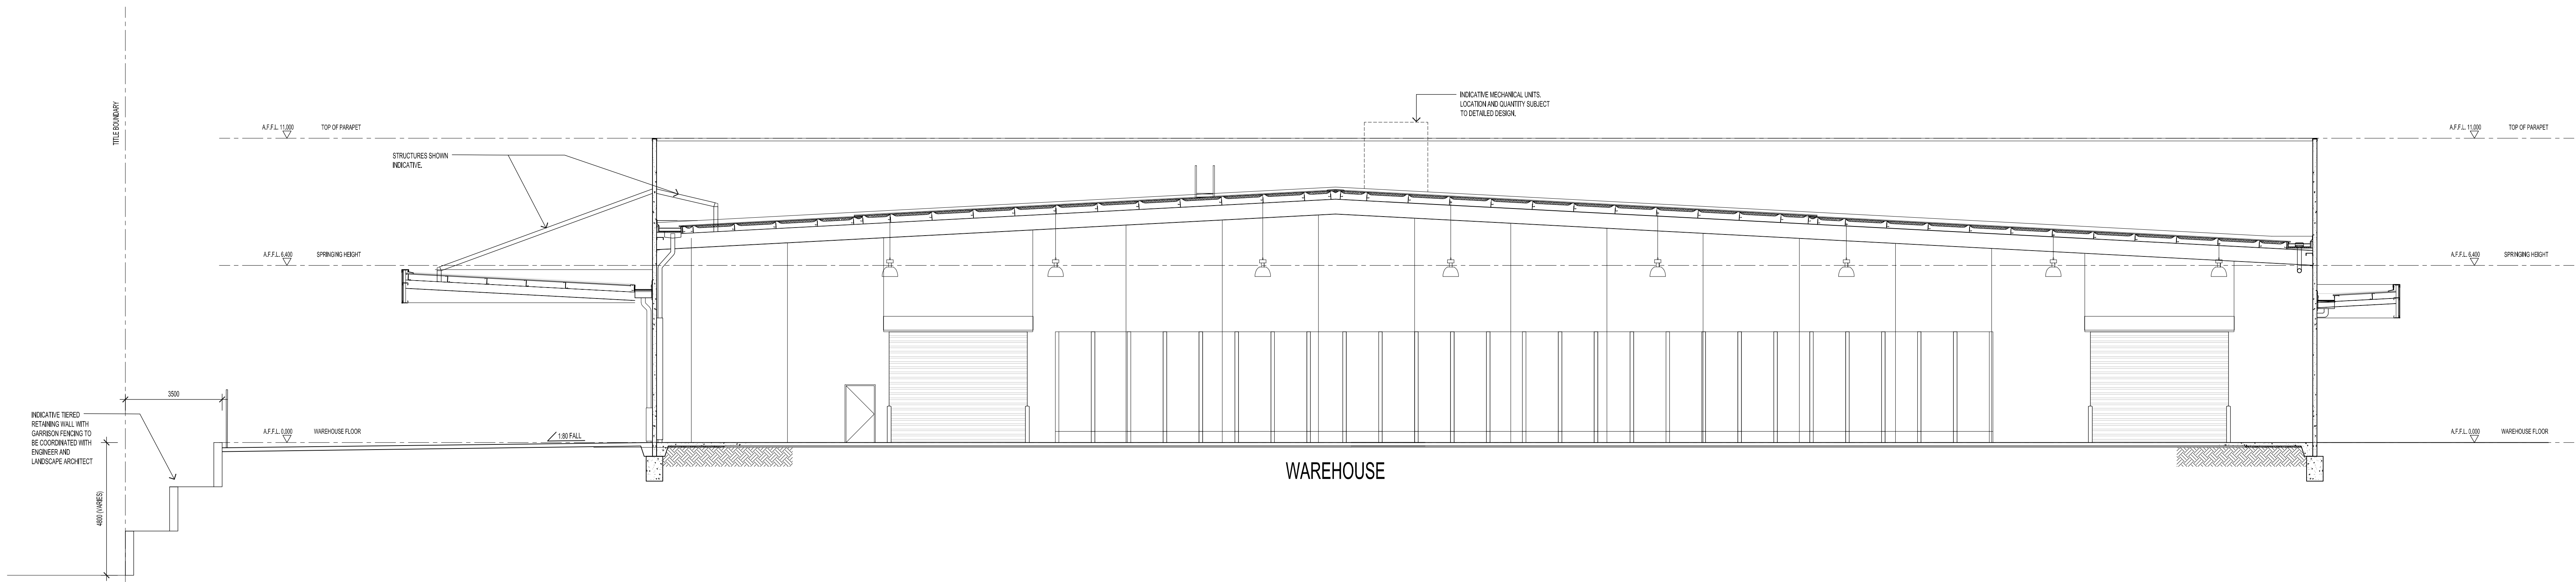 TITLE BOUNDARY
A.F.F.L. 11,000 TOP OF PARAPET
STRUCTURES SHOWN
INDICATIVE.
INDICATIVE MECHANICAL UNITS.
LOCATION AND QUANTITY SUBJECT
TO DETAILED DESIGN.
A.F.F.L. 11,000 TOP OF PARAPET
A.F.F.L. 6,400 SPRINGING HEIGHT
A.F.F.L. 6,400 SPRINGING HEIGHT
3500
INDICATIVE TIERED
RETAINING WALL WITH
GARRISON FENCING TO
BE COORDINATED WITH
ENGINEER AND
LANDSCAPE ARCHITECT
A.F.F.L. 0,000 WAREHOUSE FLOOR
1:80 FALL
A.F.F.L. 0,000 WAREHOUSE FLOOR
WAREHOUSE
4800 (VARIES)